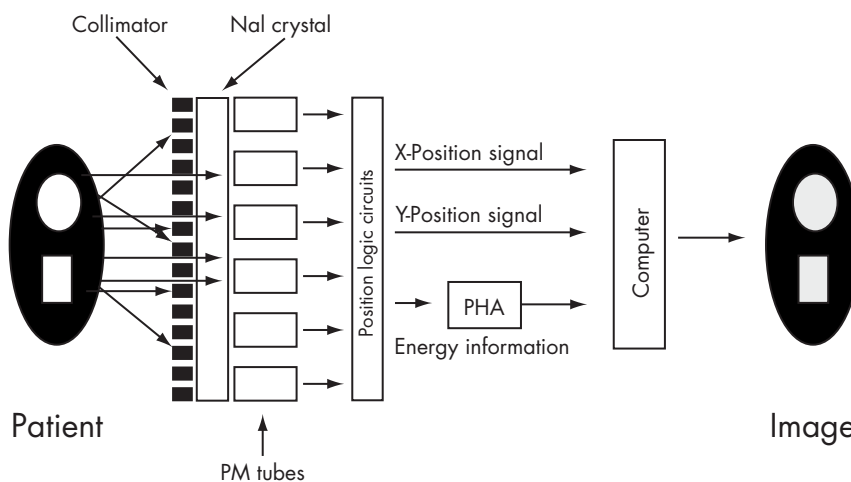 Collimator
NaI crystal
Position logic circuits
X-Position signal
Y-Position signal
PHA
Energy information
Computer
Patient
Image
PM tubes